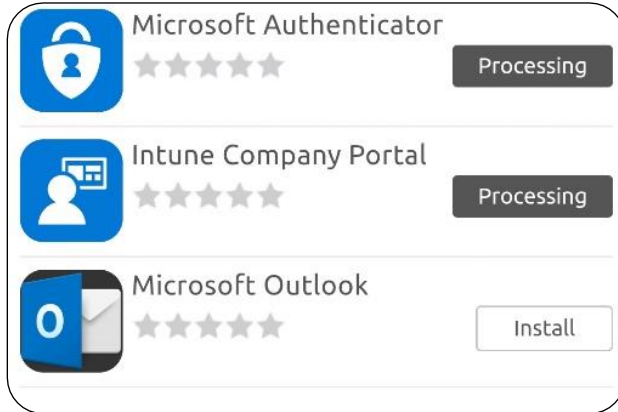 Microsoft Authenticator
Processing
Intune Company Portal
Processing
Microsoft Outlook
O
Install